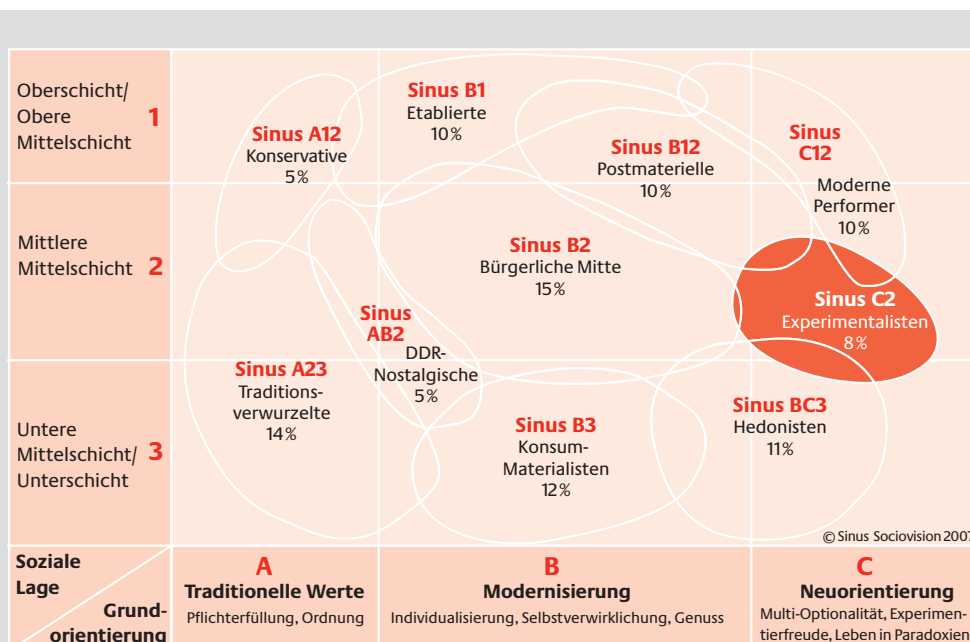 Oberschicht/
Obere
Mittelschicht
1
Sinus A12
Konservative
5%
Sinus B1
Etablierte
10%
Sinus B12
Postmaterielle
10%
Sinus
C12
Moderne
Performer
10%
Mittlere
Mittelschicht
2
Sinus B2
Bürgerliche Mitte
15%
Sinus C2
Experimentalisten
8%
Sinus
AB2
DDR-
Nostalgische
5%
Untere
Mittelschicht/
Unterschicht
3
Sinus A23
Traditions-
verwurzelte
14%
Sinus B3
Konsum-
Materialisten
12%
Sinus BC3
Hedonisten
11%
© Sinus Sociovision 2007
Soziale
Lage
Grund-
orientierung
A
Traditionelle Werte
Pflichterfüllung, Ordnung
B
Modernisierung
Individualisierung, Selbstverwirklichung, Genuss
C
Neuorientierung
Multi-Optionalität, Experimen-
tierfreude, Leben in Paradoxien